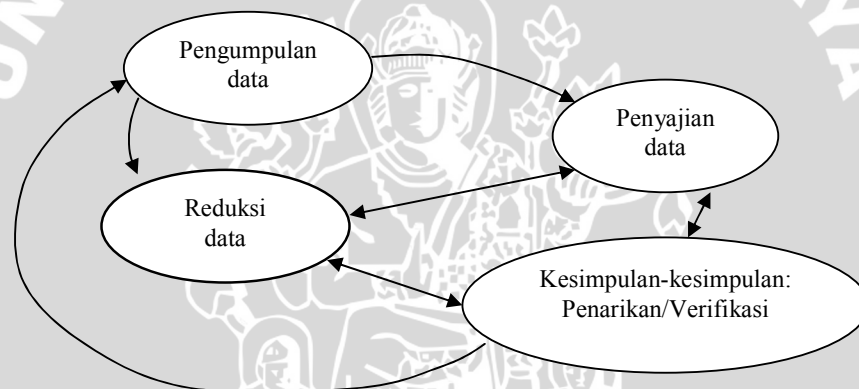 Pengumpulan
data
Penyajian
data
Reduksi
data
Kesimpulan-kesimpulan:
Penarikan/Verifikasi